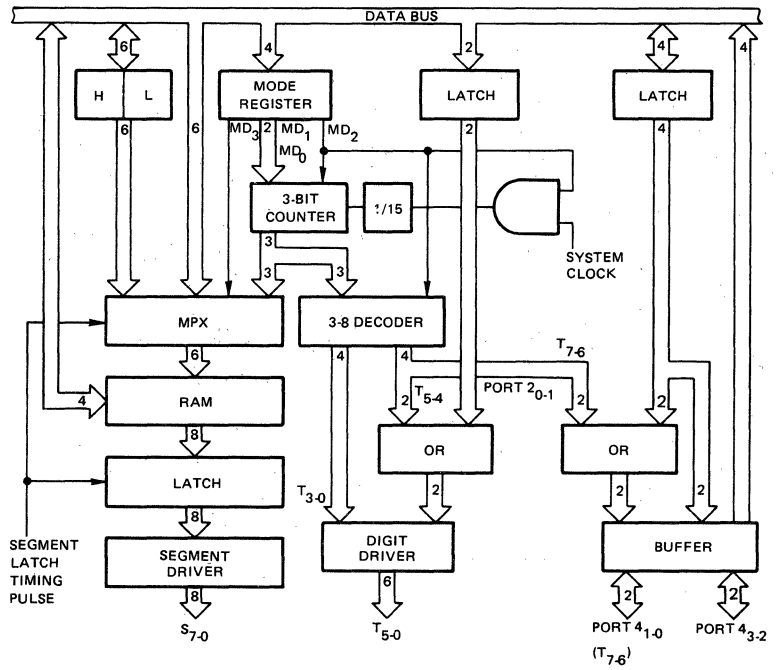 DATA BUS
6
4
2
4
4
H L
MODE REGISTER
LATCH
LATCH
6
6
MD3
2
MD1
MD0
MD2
2
4
3-BIT COUNTER
1/15
SYSTEM CLOCK
3
3
3
MPX
3-8 DECODER
6
4
4
T7-6
T5-4
PORT 20-1
4
RAM
2
2
2
2
8
OR
OR
LATCH
T3-0
2
2
2
8
SEGMENT LATCH TIMING PULSE
SEGMENT DRIVER
DIGIT DRIVER
BUFFER
8
6
2
2
S7-0
T5-0
PORT 41-0
(T7-6)
PORT 43-2